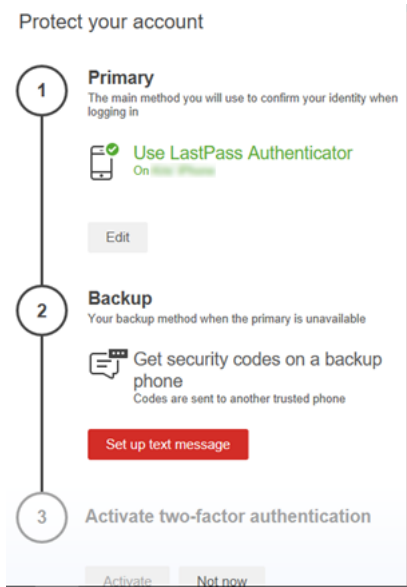 Protect your account
1
Primary
The main method you will use to confirm your identity when
logging in
Use LastPass Authenticator
On
Edit
2
Backup
Your backup method when the primary is unavailable
Get security codes on a backup
phone
Codes are sent to another trusted phone
Set up text message
3
Activate two-factor authentication
Activate
Not now